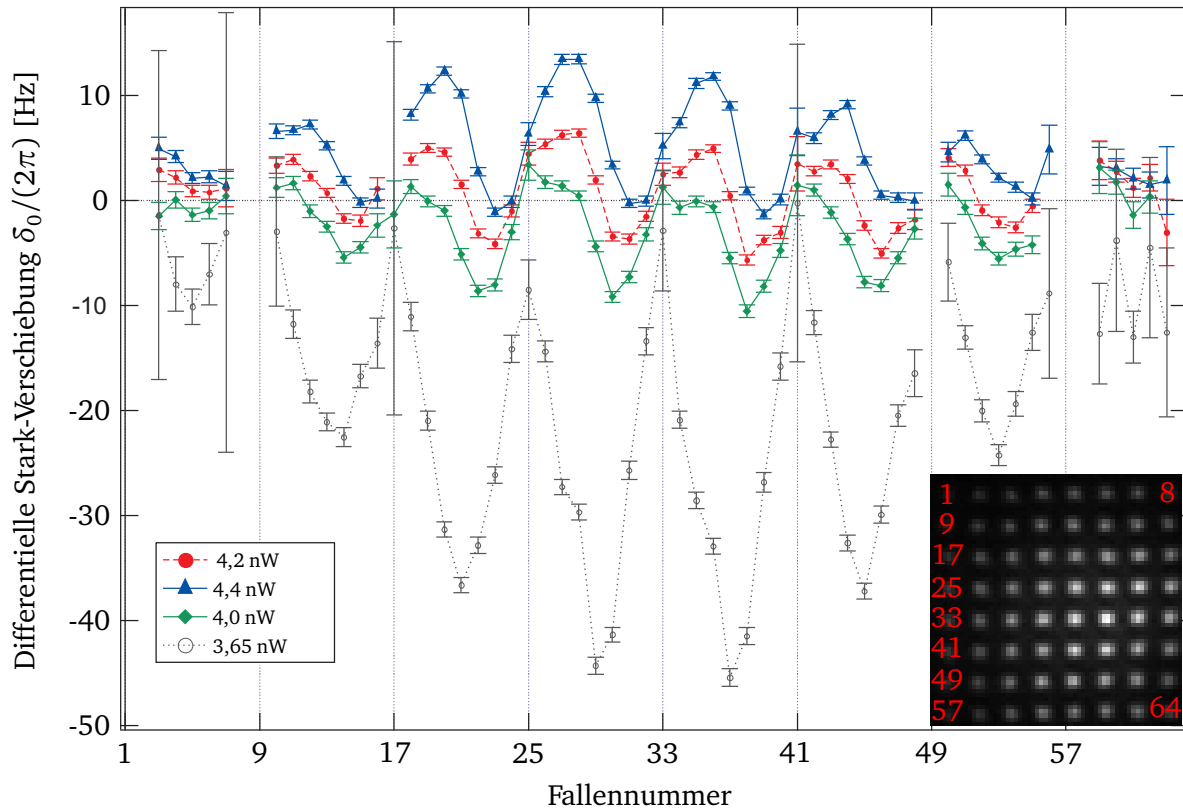 Differentielle Stark-Verschiebung δ₀/(2π) [Hz]
10
0
-10
-20
-30
-40
-50
4,2 nW
4,4 nW
4,0 nW
3,65 nW
1 8
9
17
25
33
41
49
57 64
1 9 17 25 33 41 49 57
Fallennummer